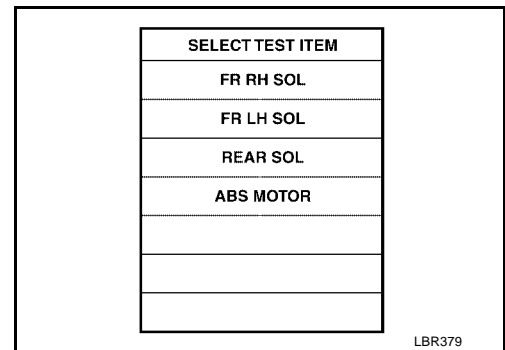 SELECT TEST ITEM
FR RH SOL
FR LH SOL
REAR SOL
ABS MOTOR
LBR379